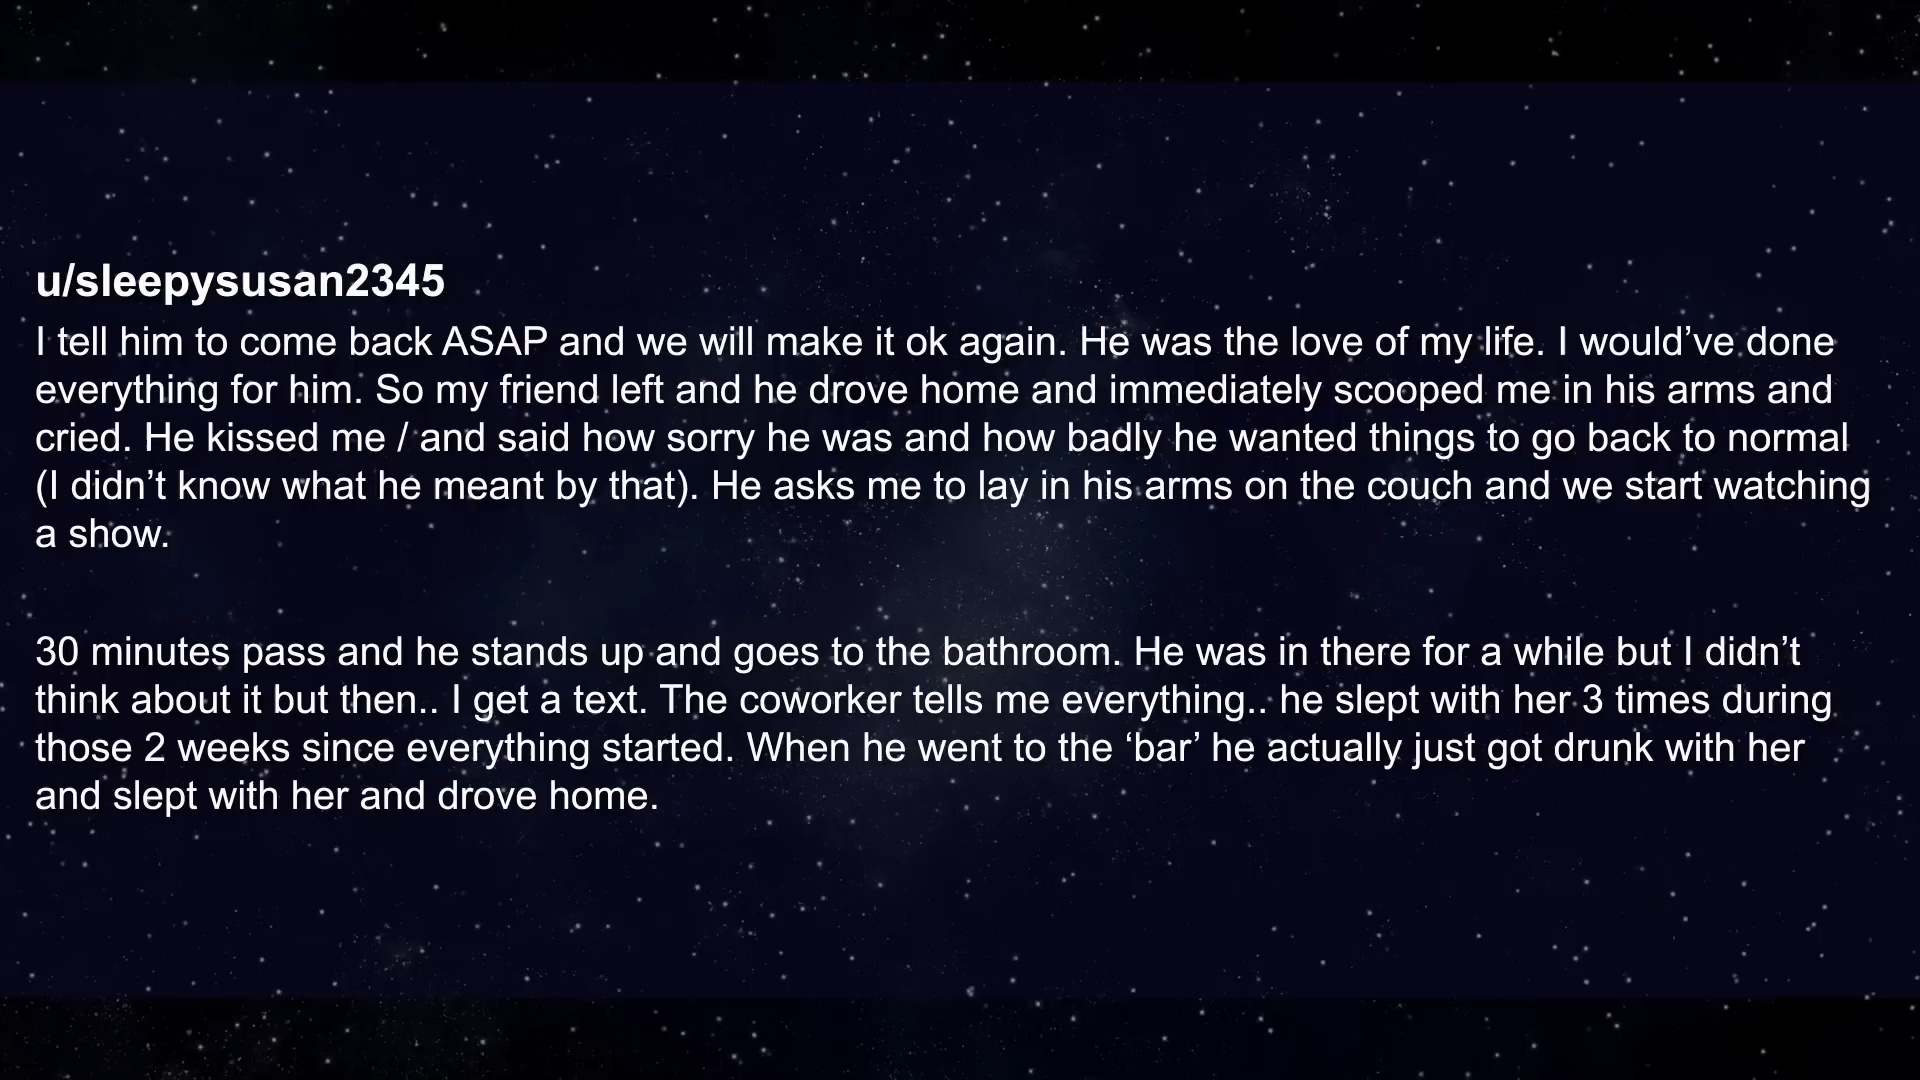 u/sleepysusan2345
I tell him to come back ASAP and we will make it ok again. He was the love of my life. I would’ve done
everything for him. So my friend left and he drove home and immediately scooped me in his arms and
cried. He kissed me / and said how sorry he was and how badly he wanted things to go back to normal
(I didn’t know what he meant by that). He asks me to lay in his arms on the couch and we start watching
a show.
30 minutes pass and he stands up and goes to the bathroom. He was in there for a while but I didn’t
think about it but then.. I get a text. The coworker tells me everything.. he slept with her 3 times during
those 2 weeks since everything started. When he went to the ‘bar’ he actually just got drunk with her
and slept with her and drove home.